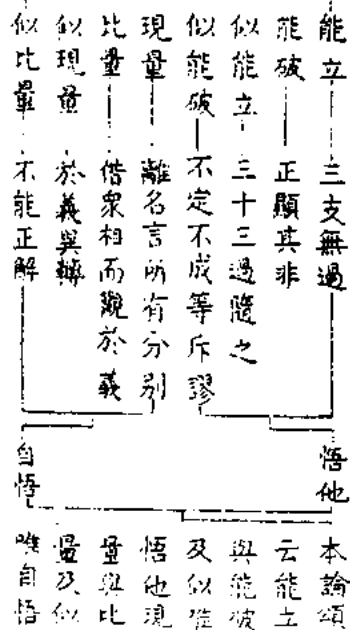 能立 三支無過
能破 正顯其非
似能立 三十三過隨之
似能破 不定不成等斥謬
現量 離名言所有分別
比量 借眾相而觀於義
似現量 於義異轉
似比量 不能正解
悟他
自悟
本論頌
云能立
與能破
及似唯
悟他現
量與比
量及似
唯自悟